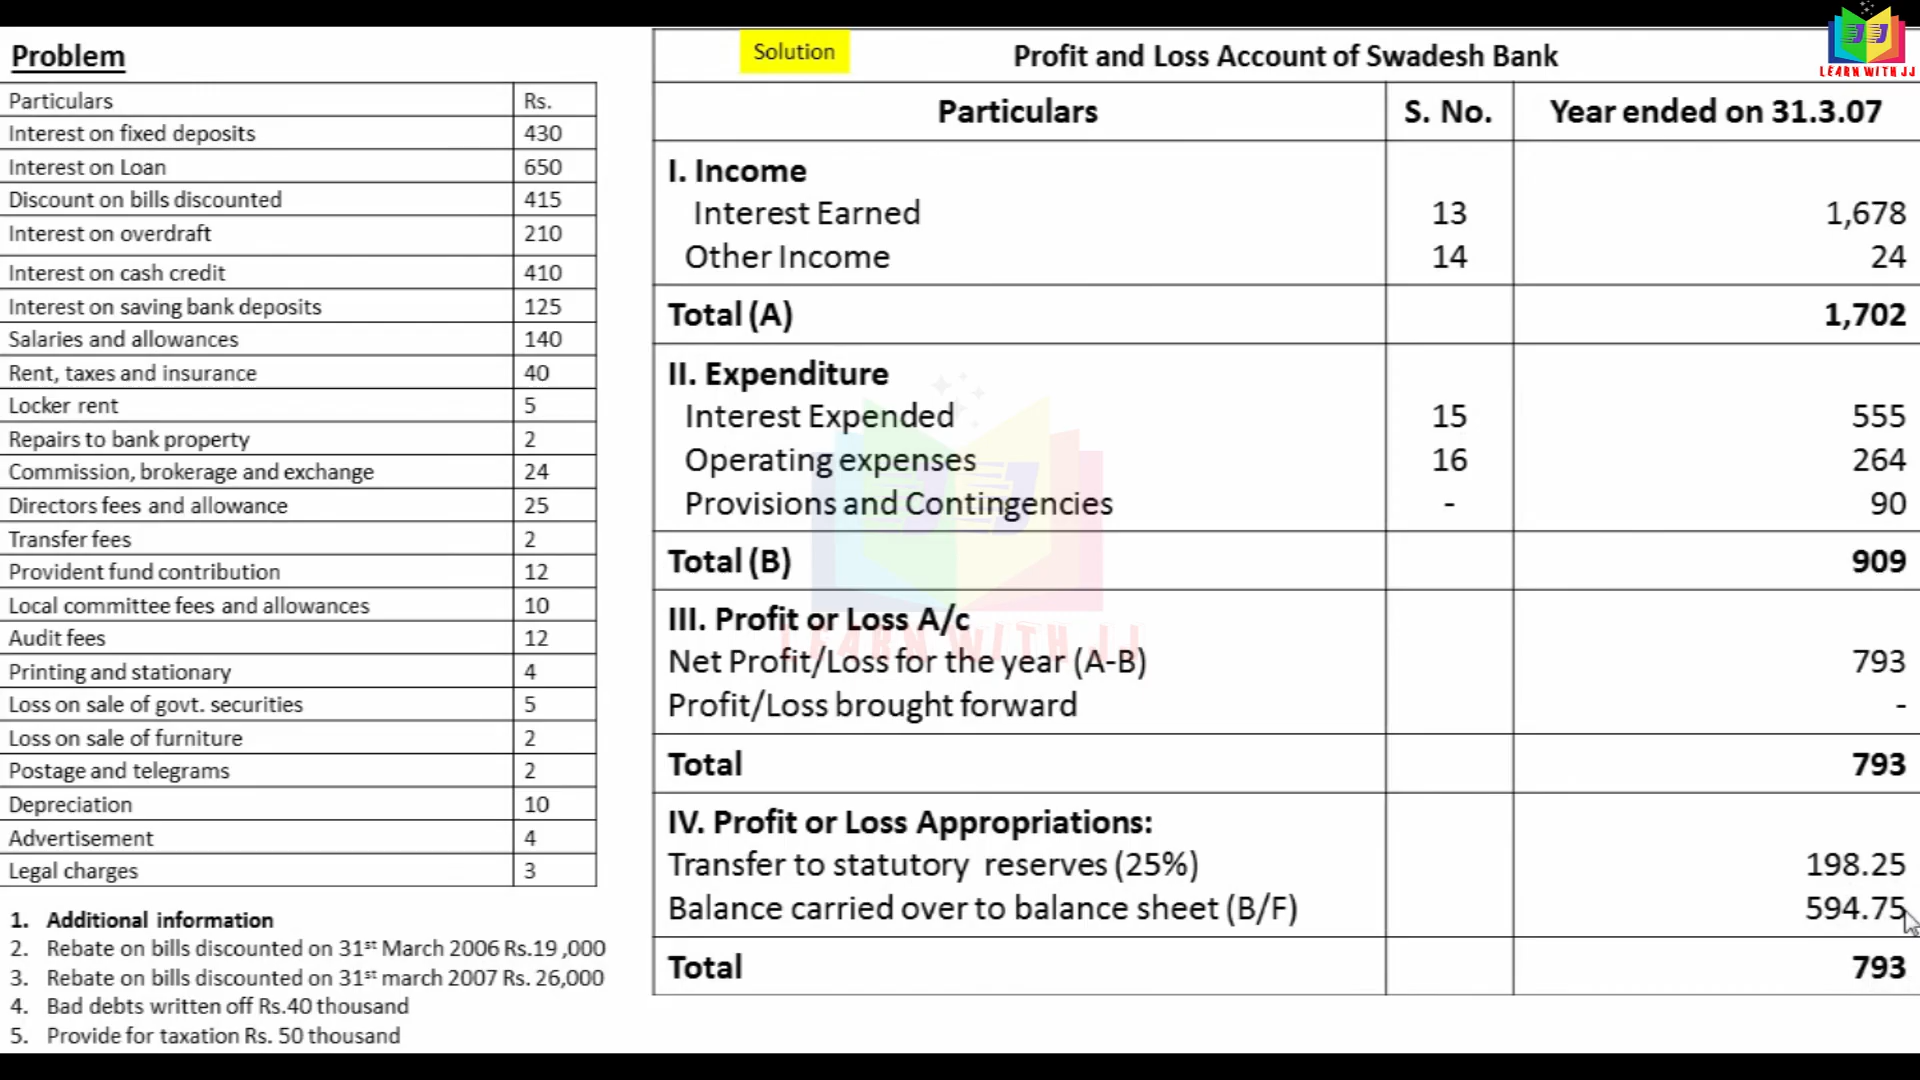 Problem
Particulars Rs.
Interest on fixed deposits 430
Interest on Loan 650
Discount on bills discounted 415
Interest on overdraft 210
Interest on cash credit 410
Interest on saving bank deposits 125
Salaries and allowances 140
Rent, taxes and insurance 40
Locker rent 5
Repairs to bank property 2
Commission, brokerage and exchange 24
Directors fees and allowance 25
Transfer fees 2
Provident fund contribution 12
Local committee fees and allowances 10
Audit fees 12
Printing and stationary 4
Loss on sale of govt. securities 5
Loss on sale of furniture 2
Postage and telegrams 2
Depreciation 10
Advertisement 4
Legal charges 3
1. Additional information
2. Rebate on bills discounted on 31st March 2006 Rs.19 ,000
3. Rebate on bills discounted on 31st march 2007 Rs. 26,000
4. Bad debts written off Rs.40 thousand
5. Provide for taxation Rs. 50 thousand
Solution Profit and Loss Account of Swadesh Bank
Particulars S. No. Year ended on 31.3.07
I. Income
Interest Earned 13 1,678
Other Income 14 24
Total (A) 1,702
II. Expenditure
Interest Expended 15 555
Operating expenses 16 264
Provisions and Contingencies - 90
Total (B) 909
III. Profit or Loss A/c
Net Profit/Loss for the year (A-B) 793
Profit/Loss brought forward -
Total 793
IV. Profit or Loss Appropriations:
Transfer to statutory reserves (25%) 198.25
Balance carried over to balance sheet (B/F) 594.75
Total 793
JJ
LEARN WITH JJ
JJ
LEARN WITH JJ